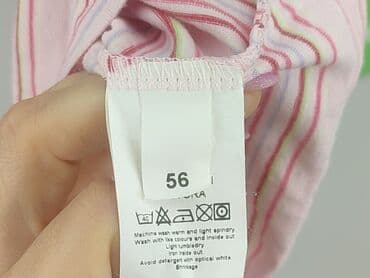 56
Machine wash warm and light spindry
Wash with like colours and inside out
Light tumbledry
Iron inside out
Avoid detergent with optical white
Shrinkage